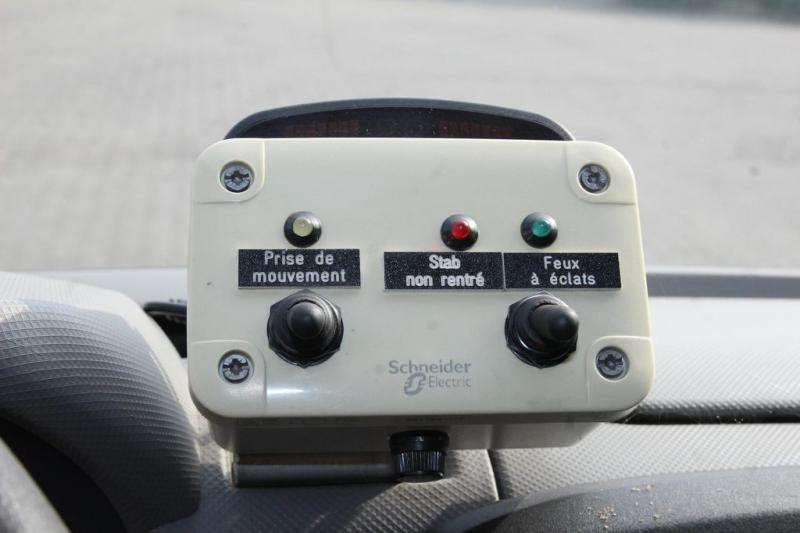 Prise de
mouvement
Stab
non rentré
Feux
à éclats
Schneider
Electric